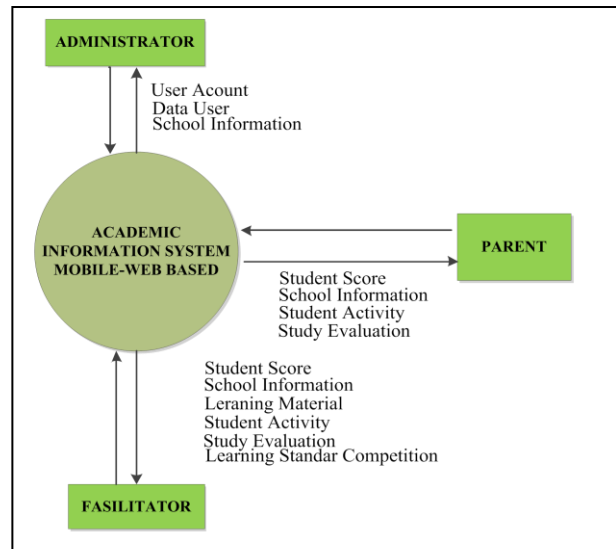 ADMINISTRATOR
User Acount
Data User
School Information
ACADEMIC
INFORMATION SYSTEM
MOBILE-WEB BASED
PARENT
Student Score
School Information
Student Activity
Study Evaluation
Student Score
School Information
Leraning Material
Student Activity
Study Evaluation
Learning Standar Competition
FASILITATOR